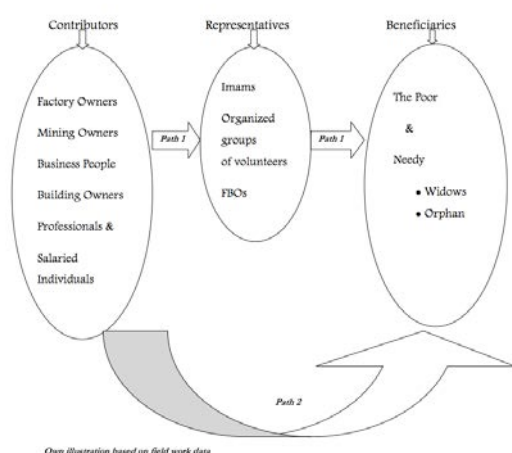 Contributors
Representatives
Beneficiaries
Factory Owners
Mining Owners
Business People
Building Owners
Professionals &
Salaried
Individuals
Path 1
Imams
Organized
groups
of volunteers
FBOs
Path 1
The Poor
&
Needy
• Widows
• Orphan
Path 2
Own illustration based on field work data